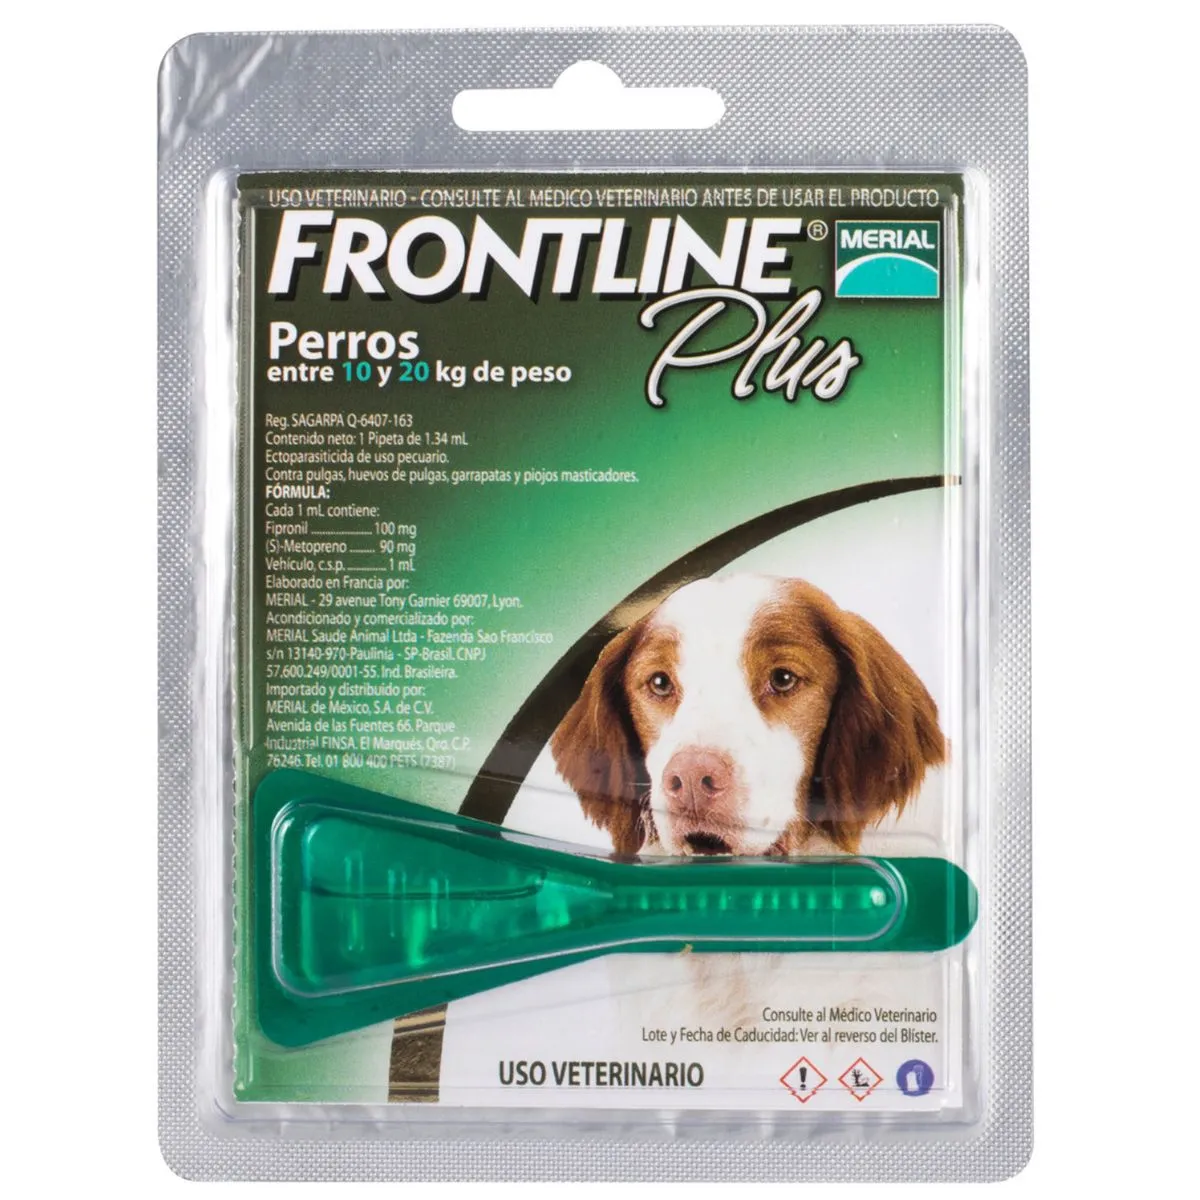 USO VETERINARIO - CONSULTE AL MÉDICO VETERINARIO ANTES DE USAR EL PRODUCTO
FRONTLINE®
MERIAL
Plus
Perros
entre 10 y 20 kg de peso
Reg. SAGARPA Q-6407-163
Contenido neto: 1 Pipeta de 1.34 mL
Ectoparasiticida de uso pecuario.
Contra pulgas, huevos de pulgas, garrapatas y piojos masticadores.
FÓRMULA:
Cada 1 mL contiene:
Fipronil ..................... 100 mg
(S)-Metopreno ......... 90 mg
Vehículo, c.s.p. ............. 1 mL
Elaborado en Francia por:
MERIAL - 29 avenue Tony Garnier 69007, Lyon.
Acondicionado y comercializado por:
MERIAL Saude Animal Ltda - Fazenda Sao Francisco
s/n 13140-970-Paulinia - SP-Brasil. CNPJ
57.600.249/0001-55. Ind. Brasileira.
Importado y distribuido por:
MERIAL de México, S.A. de C.V.
Avenida de las Fuentes 66. Parque
Industrial FINSA. El Marqués, Qro. C.P.
76246. Tel. 01 800 400 PETS (7387)
Consulte al Médico Veterinario
Lote y Fecha de Caducidad: Ver al reverso del Blíster.
USO VETERINARIO